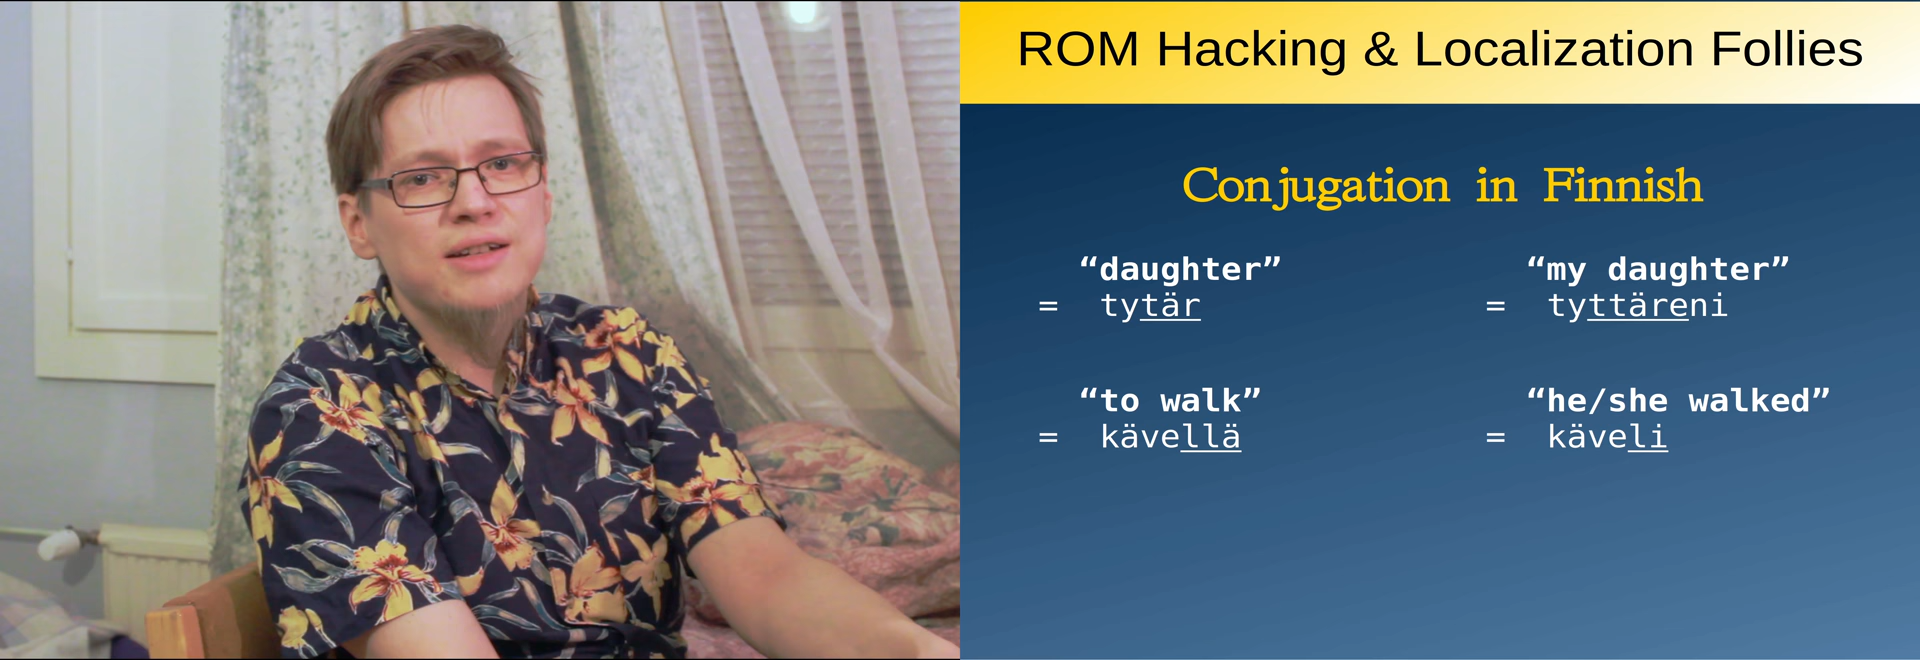 ROM Hacking & Localization Follies
Conjugation in Finnish
“daughter”
= tytär
“my daughter”
= tyttäreni
“to walk”
= kävellä
“he/she walked”
= käveli